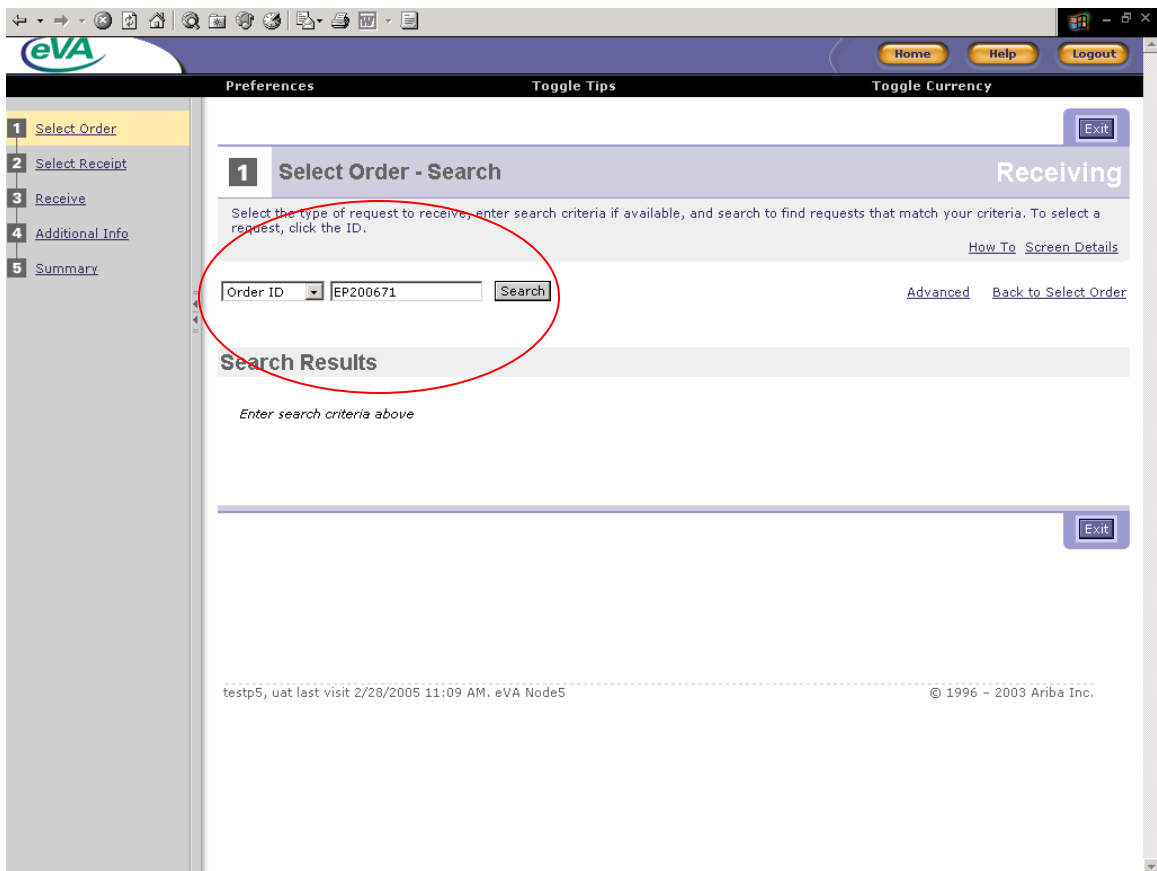 eVA
Home Help Logout
Preferences Toggle Tips Toggle Currency
1 Select Order
2 Select Receipt
3 Receive
4 Additional Info
5 Summary
Exit
1 Select Order - Search Receiving
Select the type of request to receive, enter search criteria if available, and search to find requests that match your criteria. To select a
request, click the ID.
How To Screen Details
Order ID EP200671 Search Advanced Back to Select Order
Search Results
Enter search criteria above
Exit
testp5, uat last visit 2/28/2005 11:09 AM. eVA Node5 © 1996 – 2003 Ariba Inc.